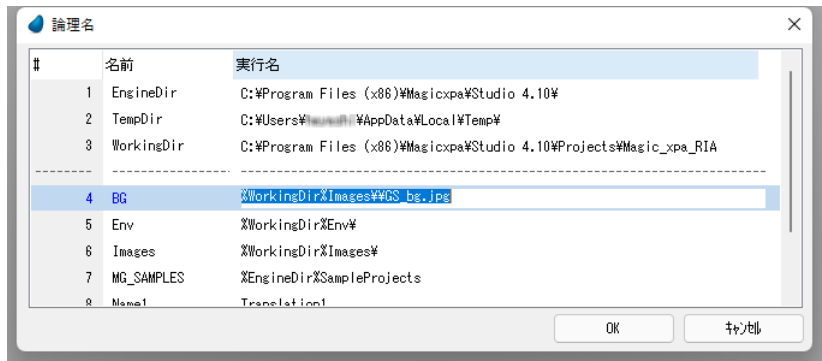 論理名
# 名前 実行名
1 EngineDir C:¥Program Files (x86)¥Magicxpa¥Studio 4.10¥
2 TempDir C:¥Users¥ ¥AppData¥Local¥Temp¥
3 WorkingDir C:¥Program Files (x86)¥Magicxpa¥Studio 4.10¥Projects¥Magic_xpa_RIA
4 BG %WorkingDir%Images¥¥GS_bg.jpg
5 Env %WorkingDir%Env¥
6 Images %WorkingDir%Images¥
7 MG_SAMPLES %EngineDir%SampleProjects
8 Name1 Translation1
OK キャンセル